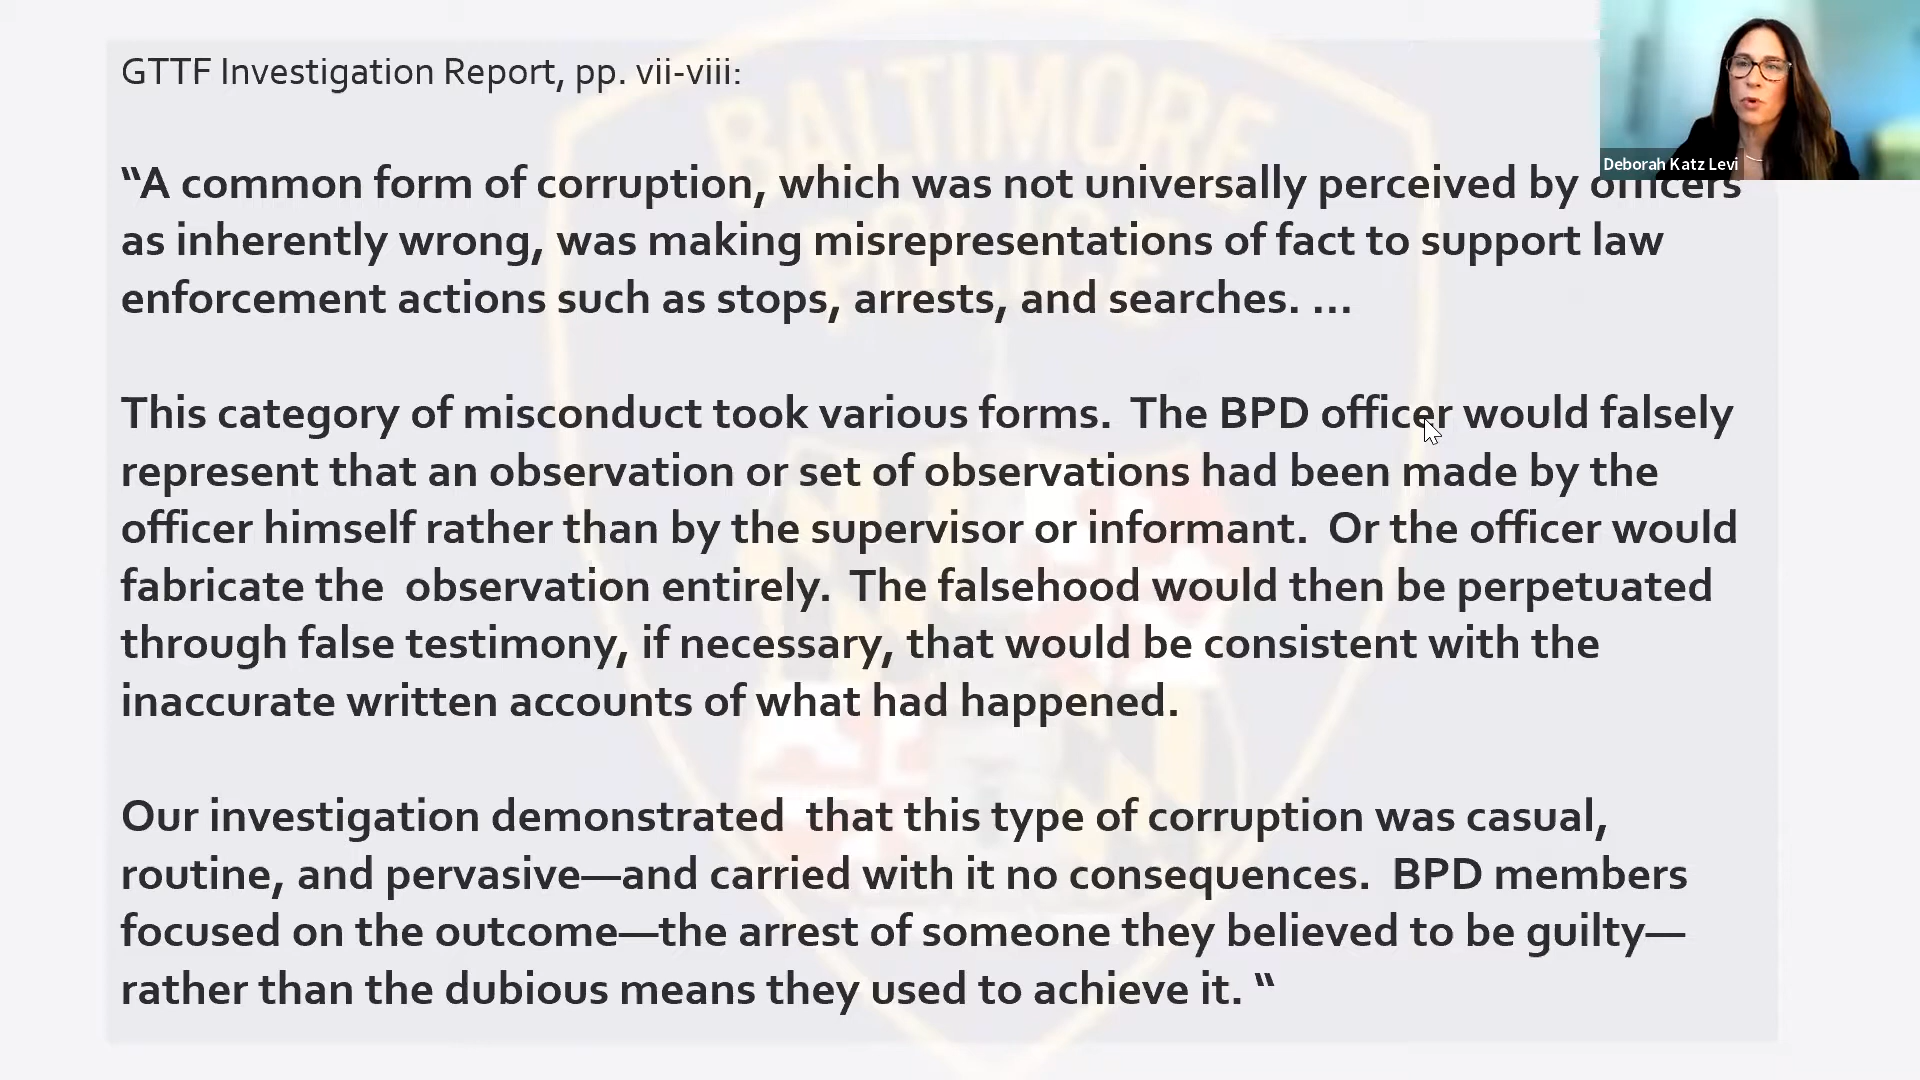 GTTF Investigation Report, pp. vii-viii:
Deborah Katz Levi
“A common form of corruption, which was not universally perceived by officers
as inherently wrong, was making misrepresentations of fact to support law
enforcement actions such as stops, arrests, and searches. ...
This category of misconduct took various forms.  The BPD officer would falsely
represent that an observation or set of observations had been made by the
officer himself rather than by the supervisor or informant.  Or the officer would
fabricate the  observation entirely.  The falsehood would then be perpetuated
through false testimony, if necessary, that would be consistent with the
inaccurate written accounts of what had happened.
Our investigation demonstrated  that this type of corruption was casual,
routine, and pervasive—and carried with it no consequences.  BPD members
focused on the outcome—the arrest of someone they believed to be guilty—
rather than the dubious means they used to achieve it. “
BALTIMORE
POLICE